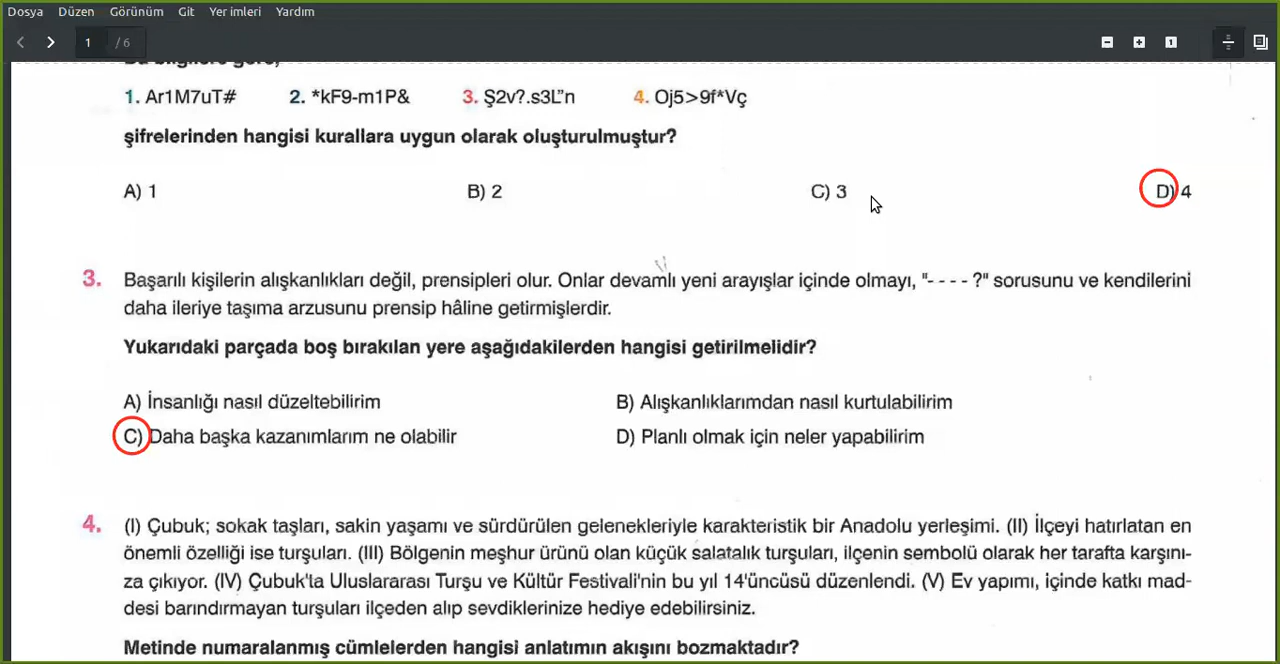 Dosya Düzen Görünüm Git Yer imleri Yardım
1 / 6
1. Ar1M7uT# 2. *kF9-m1P& 3. Ş2v?.s3L"n 4. Oj5>9f*Vç
şifrelerinden hangisi kurallara uygun olarak oluşturulmuştur?
A) 1 B) 2 C) 3 D) 4
3. Başarılı kişilerin alışkanlıkları değil, prensipleri olur. Onlar devamlı yeni arayışlar içinde olmayı, "- - - - ?" sorusunu ve kendilerini
daha ileriye taşıma arzusunu prensip hâline getirmişlerdir.
Yukarıdaki parçada boş bırakılan yere aşağıdakilerden hangisi getirilmelidir?
A) İnsanlığı nasıl düzeltebilirim B) Alışkanlıklarımdan nasıl kurtulabilirim
C) Daha başka kazanımlarım ne olabilir D) Planlı olmak için neler yapabilirim
4. (I) Çubuk; sokak taşları, sakin yaşamı ve sürdürülen gelenekleriyle karakteristik bir Anadolu yerleşimi. (II) İlçeyi hatırlatan en
önemli özelliği ise turşuları. (III) Bölgenin meşhur ürünü olan küçük salatalık turşuları, ilçenin sembolü olarak her tarafta karşını-
za çıkıyor. (IV) Çubuk'ta Uluslararası Turşu ve Kültür Festivali'nin bu yıl 14'üncüsü düzenlendi. (V) Ev yapımı, içinde katkı mad-
desi barındırmayan turşuları ilçeden alıp sevdiklerinize hediye edebilirsiniz.
Metinde numaralanmış cümlelerden hangisi anlatımın akışını bozmaktadır?